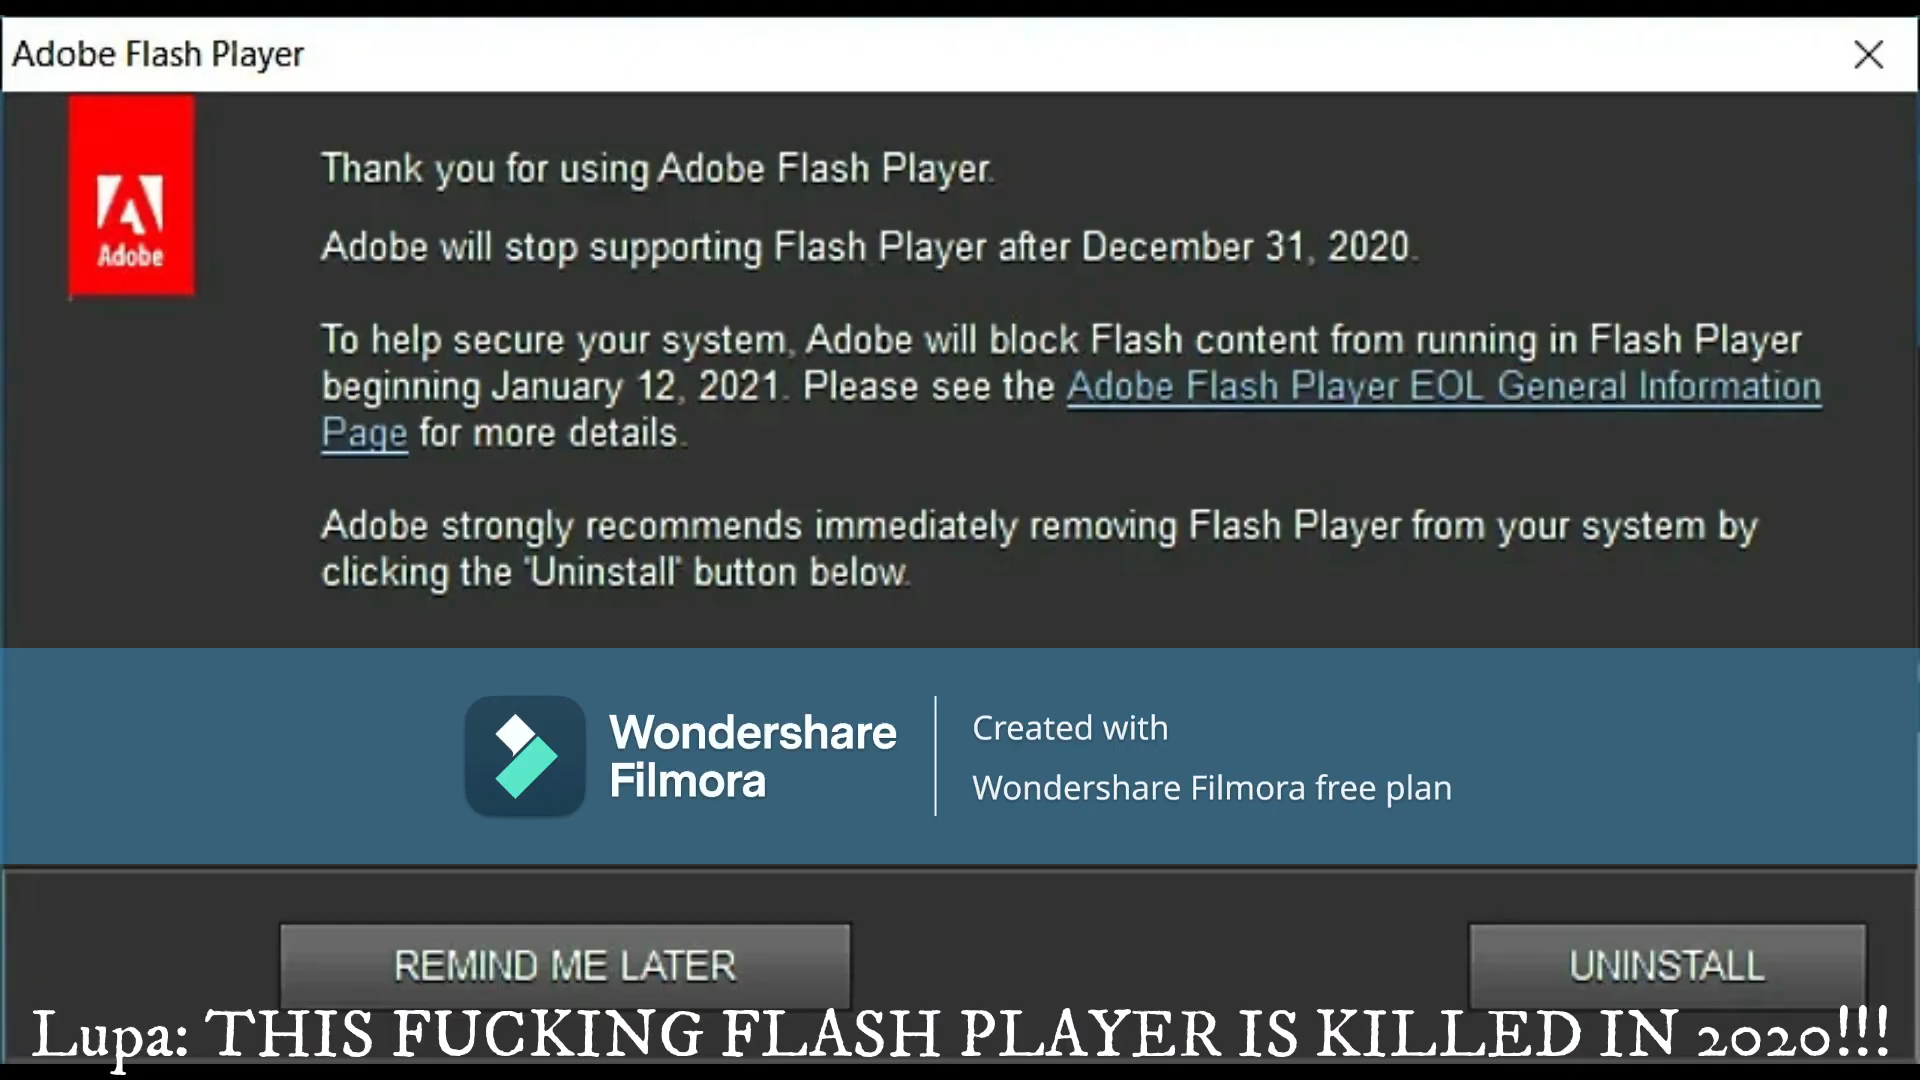 Adobe Flash Player
Adobe
Thank you for using Adobe Flash Player.
Adobe will stop supporting Flash Player after December 31, 2020.
To help secure your system, Adobe will block Flash content from running in Flash Player
beginning January 12, 2021. Please see the Adobe Flash Player EOL General Information
Page for more details.
Adobe strongly recommends immediately removing Flash Player from your system by
clicking the 'Uninstall' button below.
Wondershare
Filmora
Created with
Wondershare Filmora free plan
REMIND ME LATER
UNINSTALL
Lupa: THIS FUCKING FLASH PLAYER IS KILLED IN 2020!!!